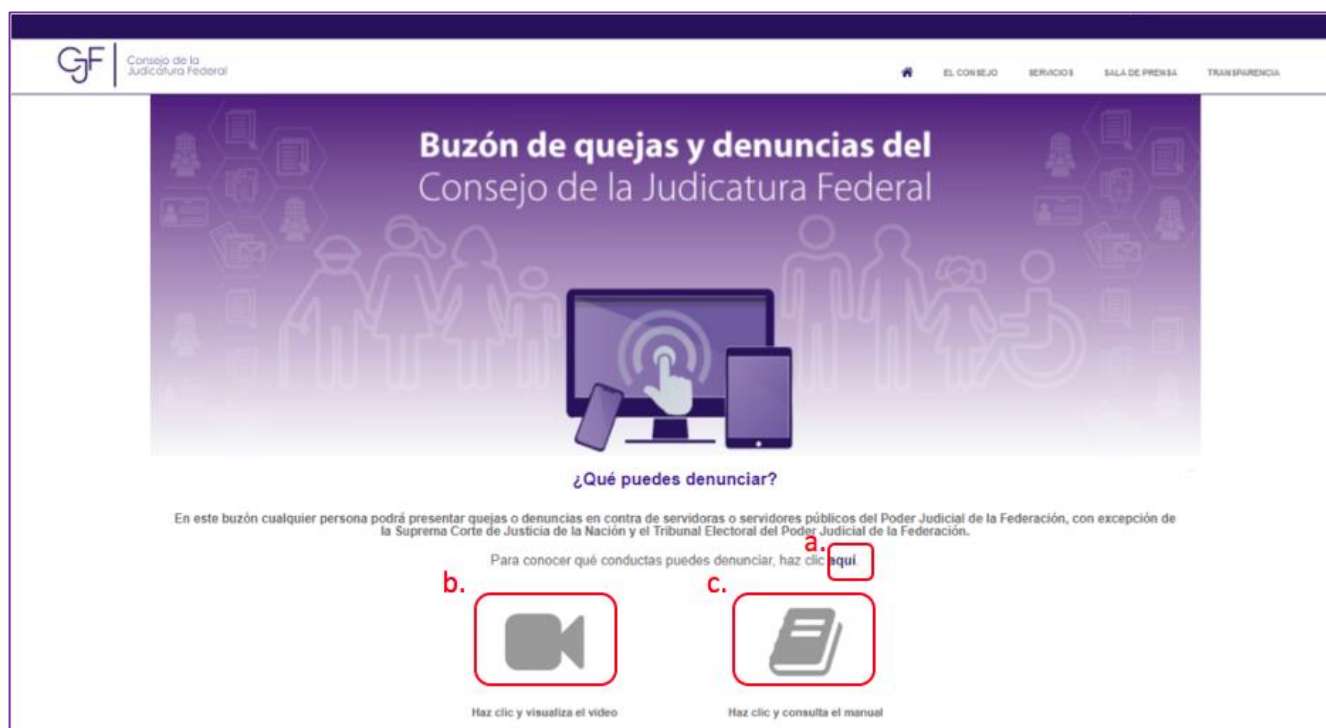 CJF
Consejo de la
Judicatura Federal
EL CONSEJO SERVICIOS SALA DE PRENSA TRANSPARENCIA
Buzón de quejas y denuncias del
Consejo de la Judicatura Federal
¿Qué puedes denunciar?
En este buzón cualquier persona podrá presentar quejas o denuncias en contra de servidoras o servidores públicos del Poder Judicial de la Federación, con excepción de
la Suprema Corte de Justicia de la Nación y el Tribunal Electoral del Poder Judicial de la Federación.
a.
Para conocer qué conductas puedes denunciar, haz clic aquí.
b. c.
Haz clic y visualiza el video Haz clic y consulta el manual